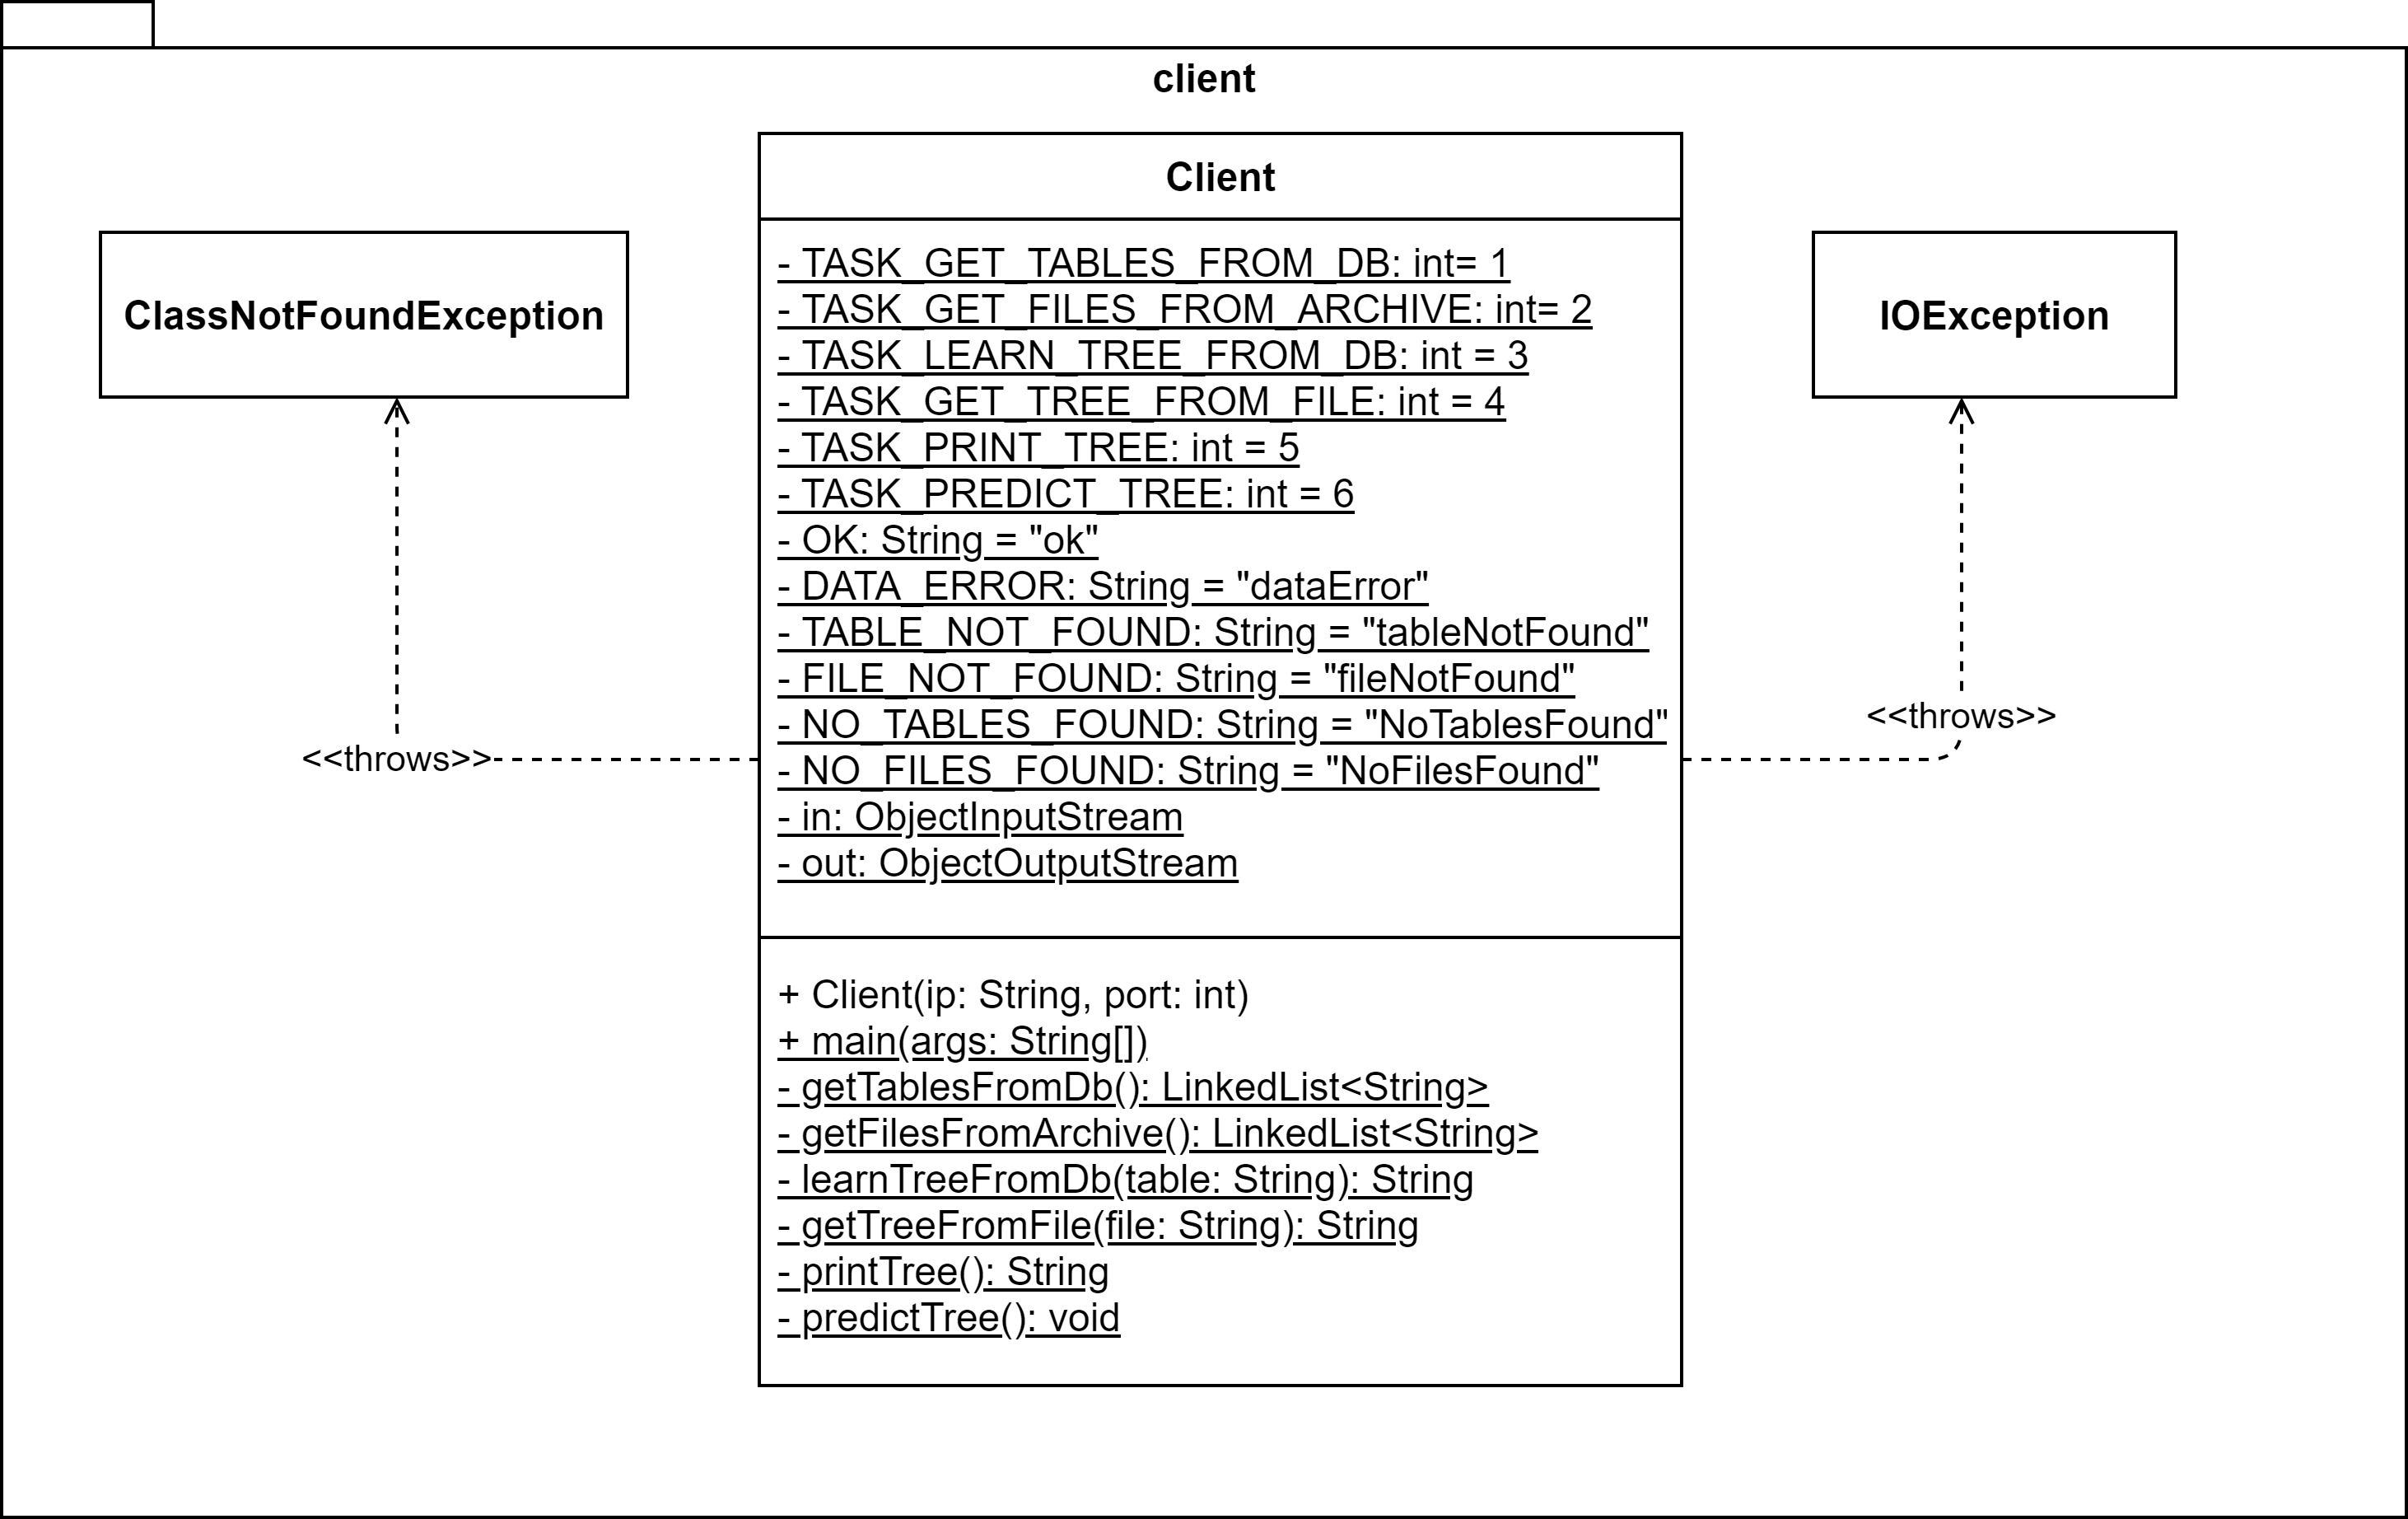 client
Client
- TASK_GET_TABLES_FROM_DB: int= 1
- TASK_GET_FILES_FROM_ARCHIVE: int= 2
- TASK_LEARN_TREE_FROM_DB: int = 3
- TASK_GET_TREE_FROM_FILE: int = 4
- TASK_PRINT_TREE: int = 5
- TASK_PREDICT_TREE: int = 6
- OK: String = "ok"
- DATA_ERROR: String = "dataError"
- TABLE_NOT_FOUND: String = "tableNotFound"
- FILE_NOT_FOUND: String = "fileNotFound"
- NO_TABLES_FOUND: String = "NoTablesFound"
- NO_FILES_FOUND: String = "NoFilesFound"
- in: ObjectInputStream
- out: ObjectOutputStream
+ Client(ip: String, port: int)
+ main(args: String[])
- getTablesFromDb(): LinkedList<String>
- getFilesFromArchive(): LinkedList<String>
- learnTreeFromDb(table: String): String
- getTreeFromFile(file: String): String
- printTree(): String
- predictTree(): void
ClassNotFoundException
<<throws>>
IOException
<<throws>>